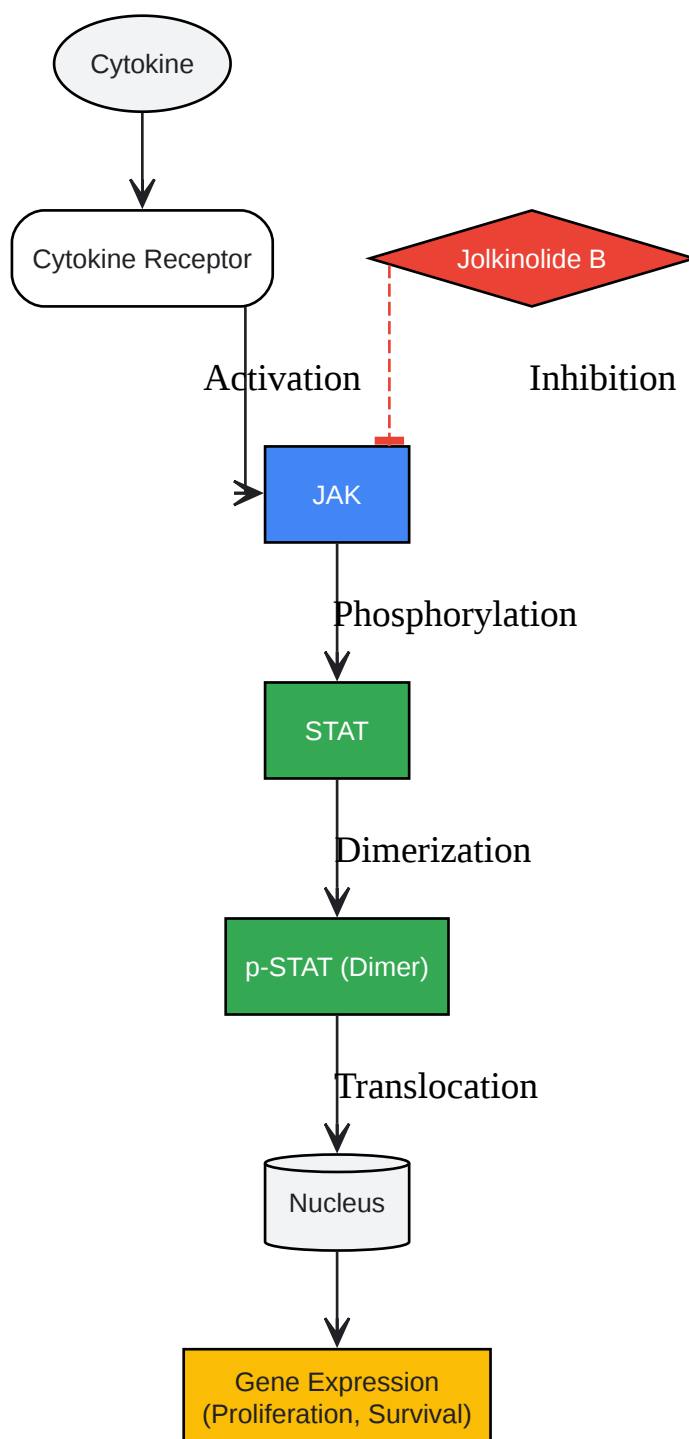 Cytokine
Cytokine Receptor
Jolkinolide B
Activation
Inhibition
JAK
Phosphorylation
STAT
Dimerization
p-STAT (Dimer)
Translocation
Nucleus
Gene Expression
(Proliferation, Survival)